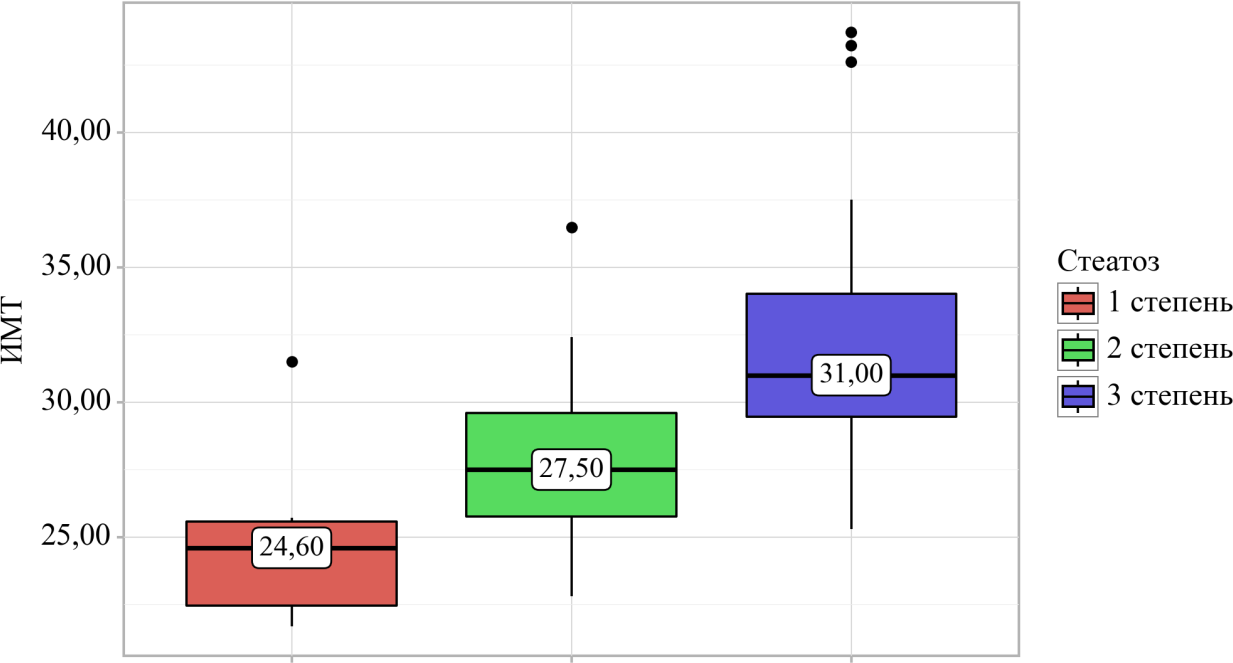 40,00
35,00
30,00
25,00
ИМТ
24,60
27,50
31,00
Стеатоз
1 степень
2 степень
3 степень